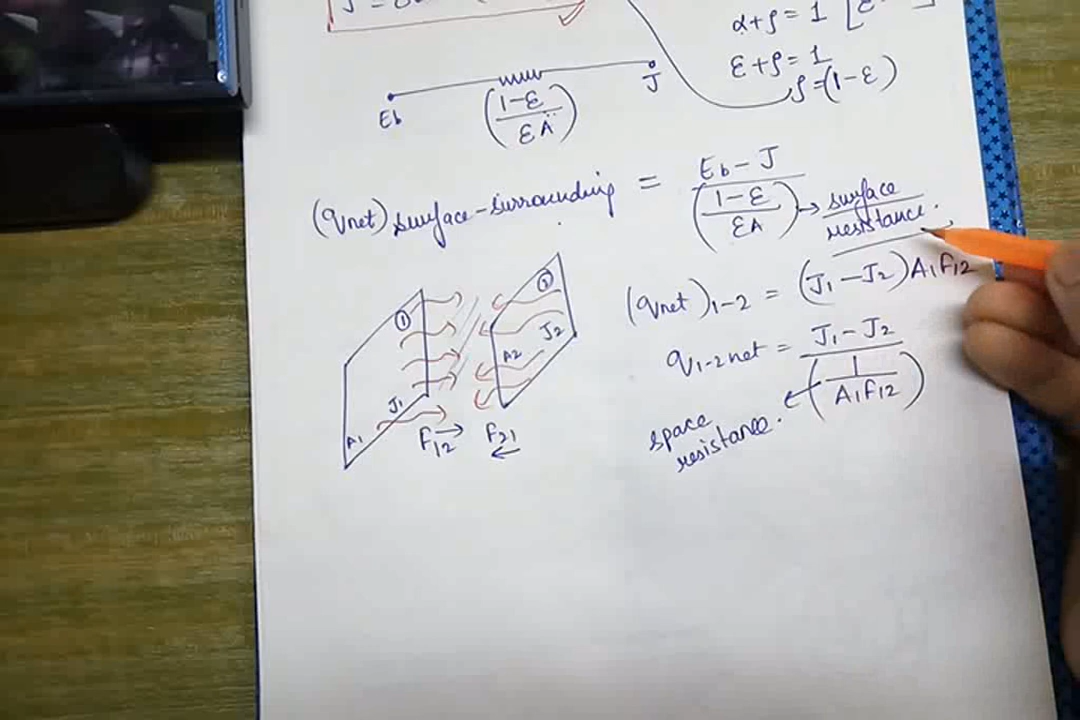 α+ρ = 1
ε+ρ = 1
ρ = (1-ε)
Eb
J
(1-ε / εA)
(qnet) surface-surrounding = Eb - J / (1-ε / εA) → surface resistance.
(qnet)1-2 = (J1 - J2) A1F12
q1-2 net = J1 - J2 / (1 / A1F12)
space resistance.
1
2
J1
J2
A1
A2
F12
F21